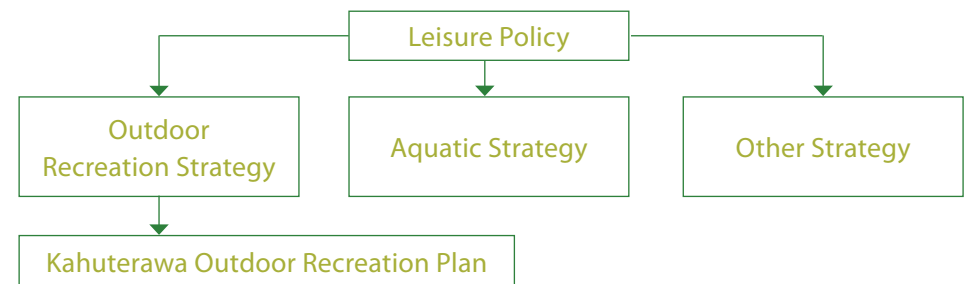 Leisure Policy
Outdoor
Recreation Strategy
Aquatic Strategy
Other Strategy
Kahuterawa Outdoor Recreation Plan